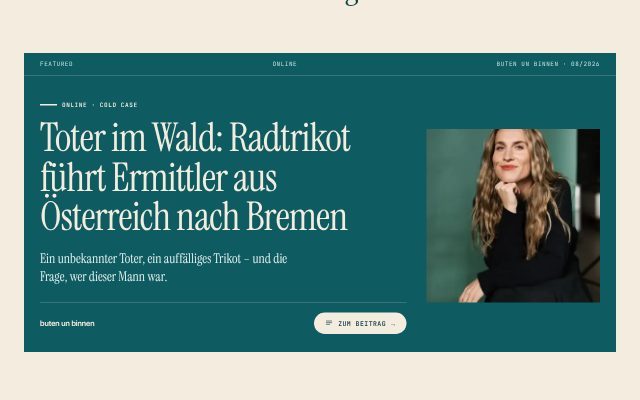 FEATURED
ONLINE
BUTEN UN BINNEN · 08/2026
ONLINE · COLD CASE
Toter im Wald: Radtrikot
führt Ermittler aus
Österreich nach Bremen
Ein unbekannter Toter, ein auffälliges Trikot – und die
Frage, wer dieser Mann war.
buten un binnen
ZUM BEITRAG →